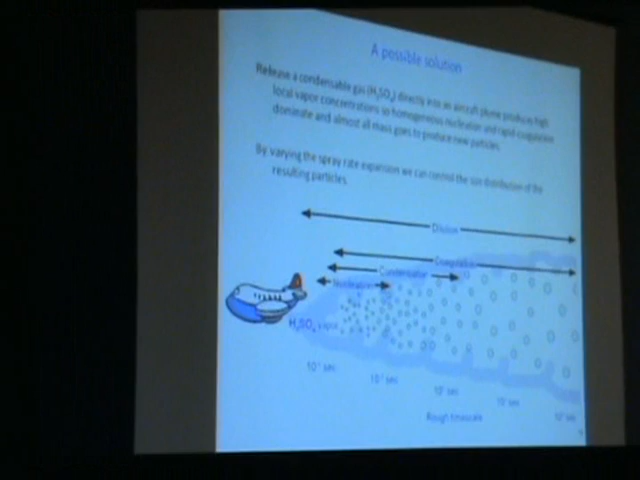 A possible solution
Release a condensable gas (H₂SO₄) directly into an aircraft plume produces high
local vapor concentrations so homogeneous nucleation and rapid coagulation
dominate and almost all mass goes to produce new particles.
By varying the spray rate expansion we can control the size distribution of the
resulting particles
Dilution
Coagulation
Condensation
Nucleation
H₂SO₄ vapor
sec
sec
sec
sec
sec
Rough timescale